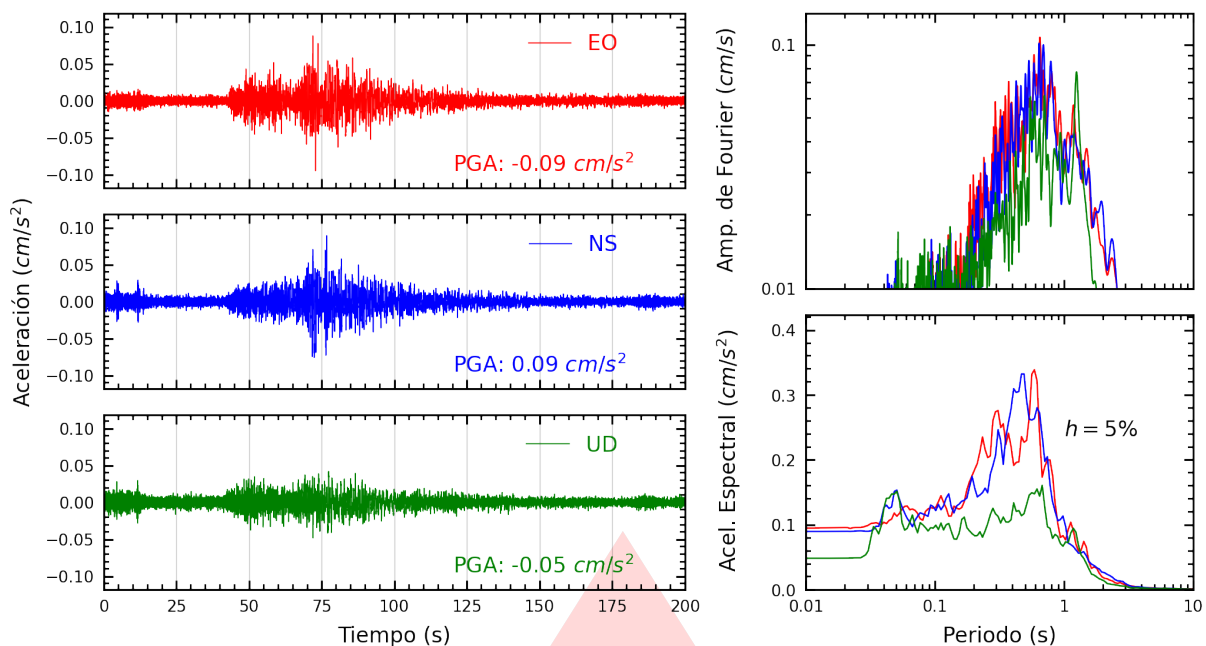 Aceleración (cm/s²)
0.10
0.05
0.00
−0.05
−0.10
EO
PGA: -0.09 cm/s²
0.10
0.05
0.00
−0.05
−0.10
NS
PGA: 0.09 cm/s²
0.10
0.05
0.00
−0.05
−0.10
UD
PGA: -0.05 cm/s²
0 25 50 75 100 125 150 175 200
Tiempo (s)
Amp. de Fourier (cm/s)
0.1
0.01
Acel. Espectral (cm/s²)
0.4
0.3
0.2
0.1
0.0
h = 5%
0.01 0.1 1 10
Periodo (s)